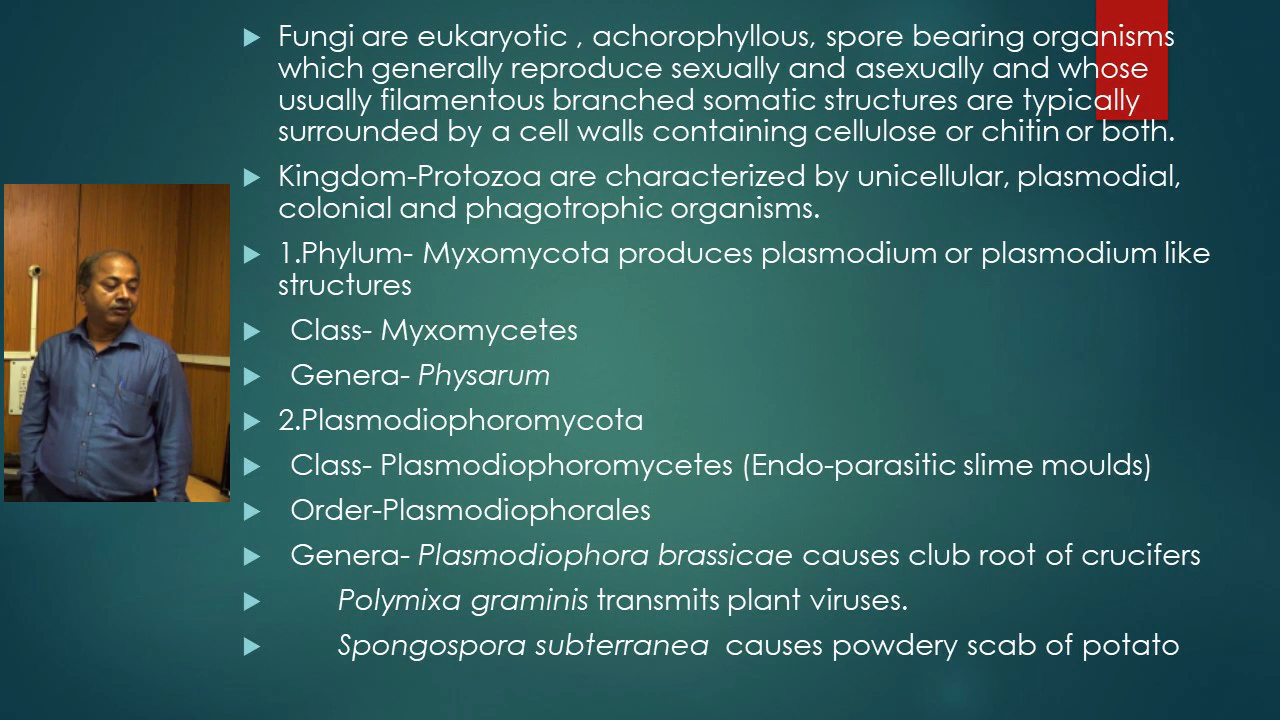 Fungi are eukaryotic , achorophyllous, spore bearing organisms
which generally reproduce sexually and asexually and whose
usually filamentous branched somatic structures are typically
surrounded by a cell walls containing cellulose or chitin or both.
Kingdom-Protozoa are characterized by unicellular, plasmodial,
colonial and phagotrophic organisms.
1.Phylum- Myxomycota produces plasmodium or plasmodium like
structures
Class- Myxomycetes
Genera- Physarum
2.Plasmodiophoromycota
Class- Plasmodiophoromycetes (Endo-parasitic slime moulds)
Order-Plasmodiophorales
Genera- Plasmodiophora brassicae causes club root of crucifers
Polymixa graminis transmits plant viruses.
Spongospora subterranea causes powdery scab of potato